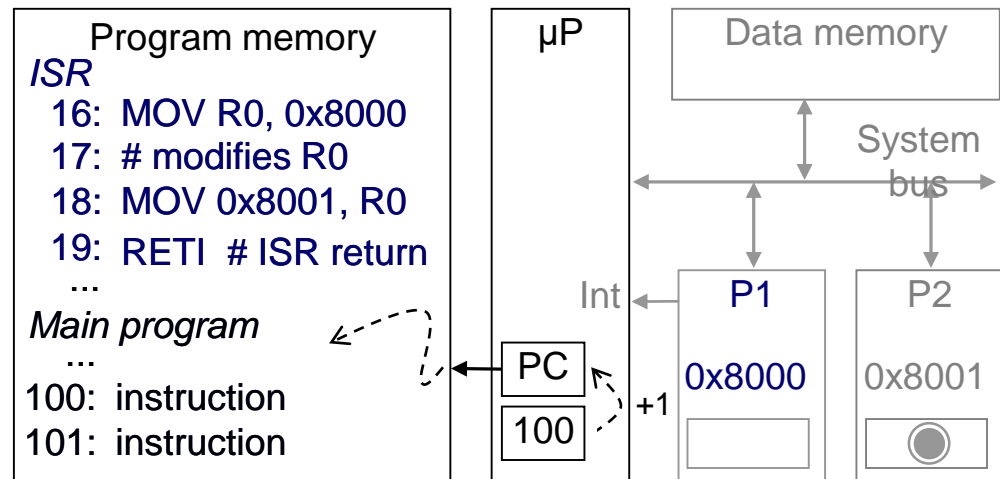 Program memory
ISR
16: MOV R0, 0x8000
17: # modifies R0
18: MOV 0x8001, R0
19: RETI # ISR return
...
Main program
...
100: instruction
101: instruction
µP
Int
PC
100
+1
Data memory
System
bus
P1
0x8000
P2
0x8001